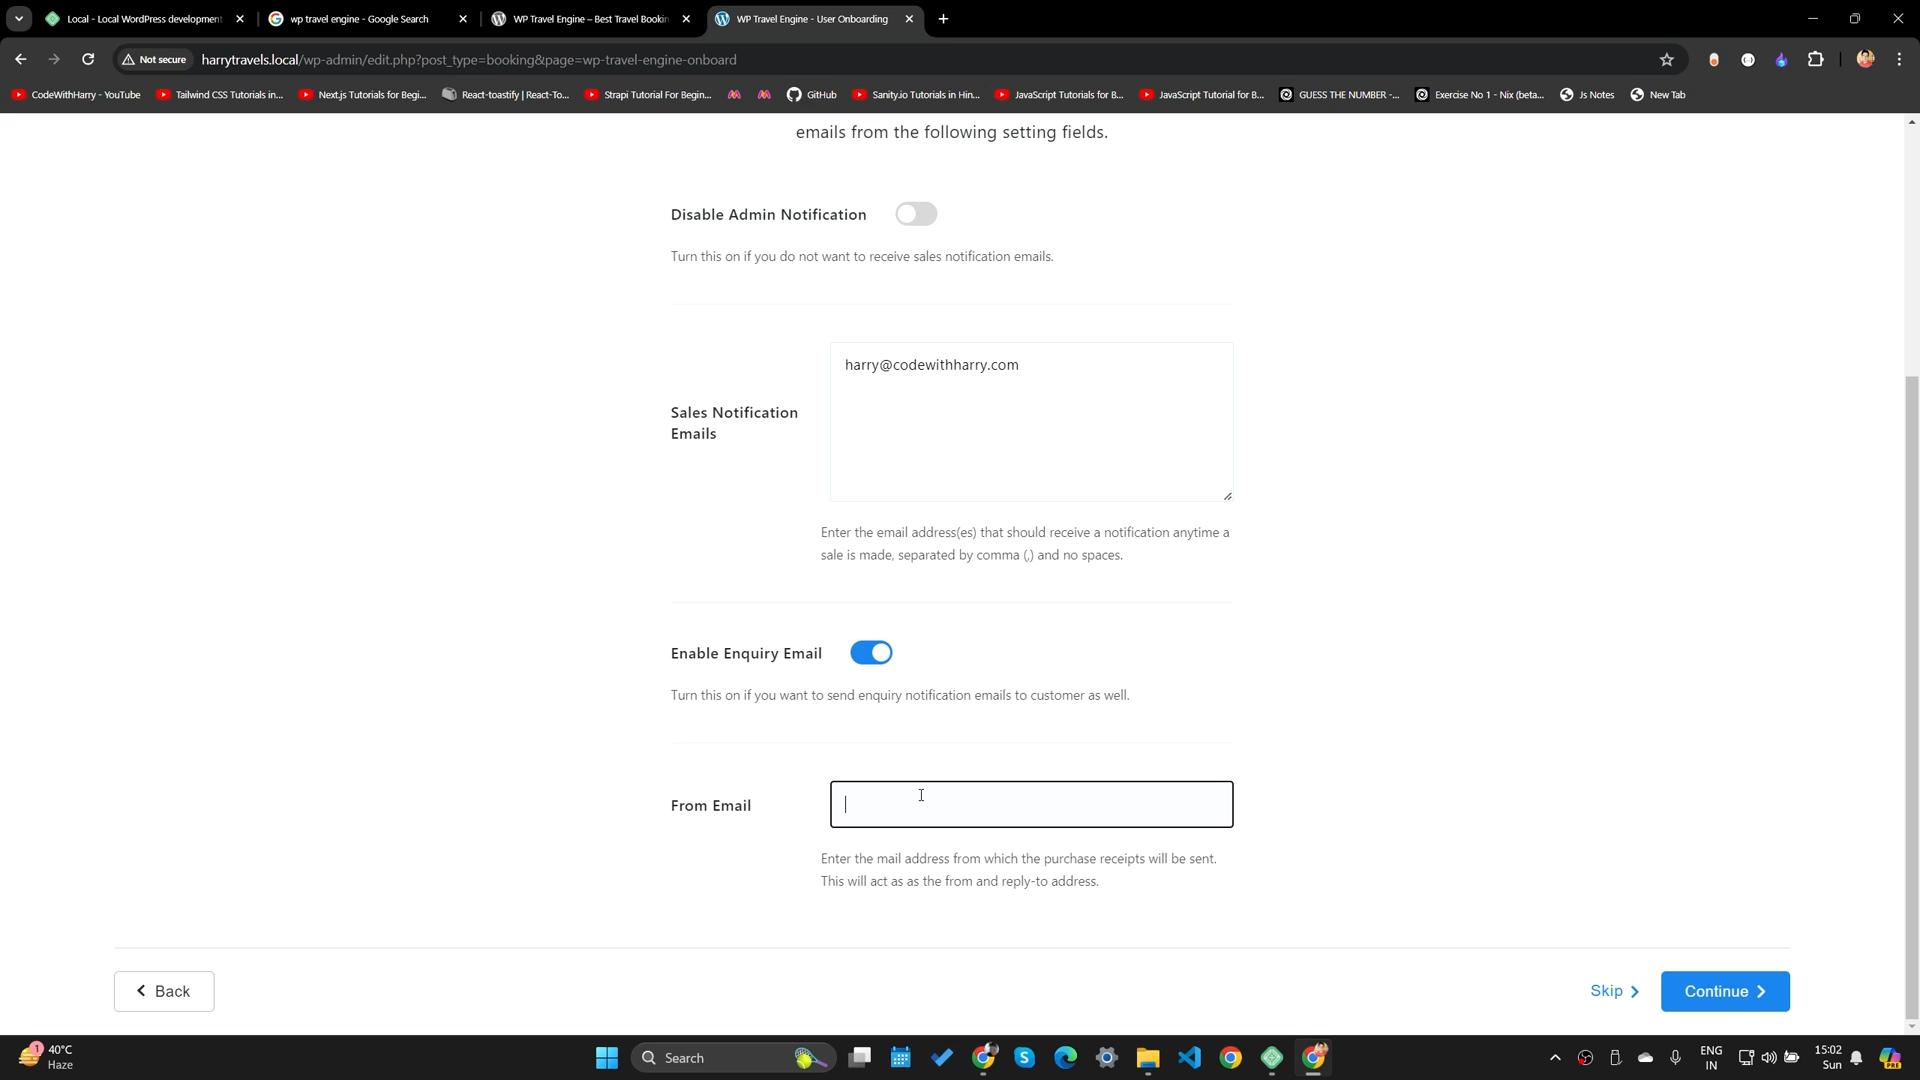 Local - Local WordPress development
wp travel engine - Google Search
WP Travel Engine – Best Travel Bookin
WP Travel Engine - User Onboarding
Not secure
harrytravels.local/wp-admin/edit.php?post_type=booking&page=wp-travel-engine-onboard
CodeWithHarry - YouTube
Tailwind CSS Tutorials in...
Next.js Tutorials for Begi...
React-toastify | React-To...
Strapi Tutorial For Begin...
GitHub
Sanity.io Tutorials in Hin...
JavaScript Tutorials for B...
JavaScript Tutorial for B...
GUESS THE NUMBER -...
Exercise No 1 - Nix (beta...
Js Notes
New Tab
emails from the following setting fields.
Disable Admin Notification
Turn this on if you do not want to receive sales notification emails.
harry@codewithharry.com
Sales Notification
Emails
Enter the email address(es) that should receive a notification anytime a
sale is made, separated by comma (,) and no spaces.
Enable Enquiry Email
Turn this on if you want to send enquiry notification emails to customer as well.
From Email
Enter the mail address from which the purchase receipts will be sent.
This will act as as the from and reply-to address.
Back
Skip
Continue
1
40°C
Haze
Search
ENG
IN
15:02
Sun
PRE